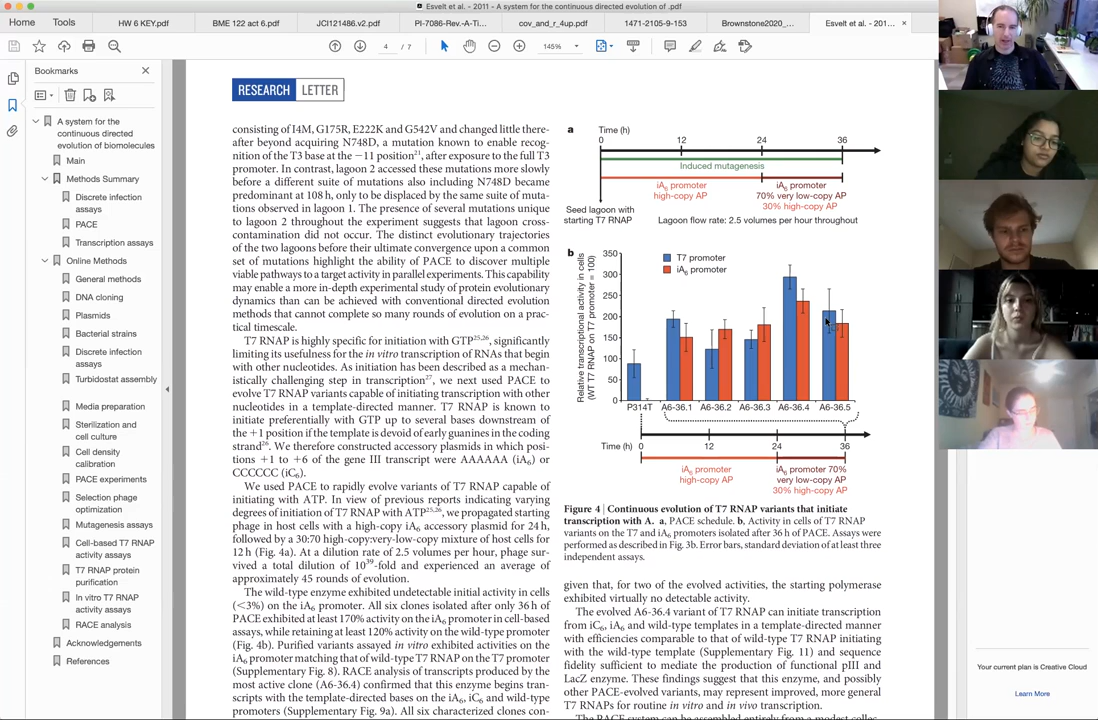 Esvelt et al. - 2011 - A system for the continuous directed evolution of .pdf
Home
Tools
HW 6 KEY.pdf
BME 122 act 6.pdf
JCI121486.v2.pdf
PI-7086-Rev.-A-Ti...
cov_and_r_4up.pdf
1471-2105-9-153
Brownstone2020_...
Esvelt et al. - 201...
4 / 7
145%
Bookmarks
A system for the
continuous directed
evolution of biomolecules
Main
Methods Summary
Discrete infection
assays
PACE
Transcription assays
Online Methods
General methods
DNA cloning
Plasmids
Bacterial strains
Discrete infection
assays
Turbidostat assembly
Media preparation
Sterilization and
cell culture
Cell density
calibration
PACE experiments
Selection phage
optimization
Mutagenesis assays
Cell-based T7 RNAP
activity assays
T7 RNAP protein
purification
In vitro T7 RNAP
activity assays
RACE analysis
Acknowledgements
References
RESEARCH LETTER
consisting of I4M, G175R, E222K and G542V and changed little there-
after beyond acquiring N748D, a mutation known to enable recog-
nition of the T3 base at the −11 position21, after exposure to the full T3
promoter. In contrast, lagoon 2 accessed these mutations more slowly
before a different suite of mutations also including N748D became
predominant at 108 h, only to be displaced by the same suite of muta-
tions observed in lagoon 1. The presence of several mutations unique
to lagoon 2 throughout the experiment suggests that lagoon cross-
contamination did not occur. The distinct evolutionary trajectories
of the two lagoons before their ultimate convergence upon a common
set of mutations highlight the ability of PACE to discover multiple
viable pathways to a target activity in parallel experiments. This capability
may enable a more in-depth experimental study of protein evolutionary
dynamics than can be achieved with conventional directed evolution
methods that cannot complete so many rounds of evolution on a prac-
tical timescale.
T7 RNAP is highly specific for initiation with GTP25,26, significantly
limiting its usefulness for the in vitro transcription of RNAs that begin
with other nucleotides. As initiation has been described as a mechan-
istically challenging step in transcription27, we next used PACE to
evolve T7 RNAP variants capable of initiating transcription with other
nucleotides in a template-directed manner. T7 RNAP is known to
initiate preferentially with GTP up to several bases downstream of
the +1 position if the template is devoid of early guanines in the coding
strand26. We therefore constructed accessory plasmids in which posi-
tions +1 to +6 of the gene III transcript were AAAAAA (iA6) or
CCCCCC (iC6).
We used PACE to rapidly evolve variants of T7 RNAP capable of
initiating with ATP. In view of previous reports indicating varying
degrees of initiation of T7 RNAP with ATP25,26, we propagated starting
phage in host cells with a high-copy iA6 accessory plasmid for 24 h,
followed by a 30:70 high-copy:very-low-copy mixture of host cells for
12 h (Fig. 4a). At a dilution rate of 2.5 volumes per hour, phage sur-
vived a total dilution of 10^39-fold and experienced an average of
approximately 45 rounds of evolution.
The wild-type enzyme exhibited undetectable initial activity in cells
(<3%) on the iA6 promoter. All six clones isolated after only 36 h of
PACE exhibited at least 170% activity on the iA6 promoter in cell-based
assays, while retaining at least 120% activity on the wild-type promoter
(Fig. 4b). Purified variants assayed in vitro exhibited activities on the
iA6 promoter matching that of wild-type T7 RNAP on the T7 promoter
(Supplementary Fig. 8). RACE analysis of transcripts produced by the
most active clone (A6-36.4) confirmed that this enzyme begins tran-
scripts with the template-directed bases on the iA6, iC6 and wild-type
promoters (Supplementary Fig. 9a). All six characterized clones con-
a
Time (h)
0 12 24 36
Induced mutagenesis
iA6 promoter
high-copy AP
iA6 promoter
70% very low-copy AP
30% high-copy AP
Seed lagoon with
starting T7 RNAP
Lagoon flow rate: 2.5 volumes per hour throughout
b
Relative transcriptional activity in cells
(WT T7 RNAP on T7 promoter = 100)
350
300
250
200
150
100
50
0
T7 promoter
iA6 promoter
P314T A6-36.1 A6-36.2 A6-36.3 A6-36.4 A6-36.5
Time (h) 0 12 24 36
iA6 promoter
high-copy AP
iA6 promoter 70%
very low-copy AP
30% high-copy AP
Figure 4 | Continuous evolution of T7 RNAP variants that initiate
transcription with A. a, PACE schedule. b, Activity in cells of T7 RNAP
variants on the T7 and iA6 promoters isolated after 36 h of PACE. Assays were
performed as described in Fig. 3b. Error bars, standard deviation of at least three
independent assays.
given that, for two of the evolved activities, the starting polymerase
exhibited virtually no detectable activity.
The evolved A6-36.4 variant of T7 RNAP can initiate transcription
from iC6, iA6 and wild-type templates in a template-directed manner
with efficiencies comparable to that of wild-type T7 RNAP initiating
with the wild-type template (Supplementary Fig. 11) and sequence
fidelity sufficient to mediate the production of functional pIII and
LacZ enzyme. These findings suggest that this enzyme, and possibly
other PACE-evolved variants, may represent improved, more general
T7 RNAPs for routine in vitro and in vivo transcription.
The PACE system can be assembled entirely from a modest collec-
Your current plan is Creative Cloud
Learn More